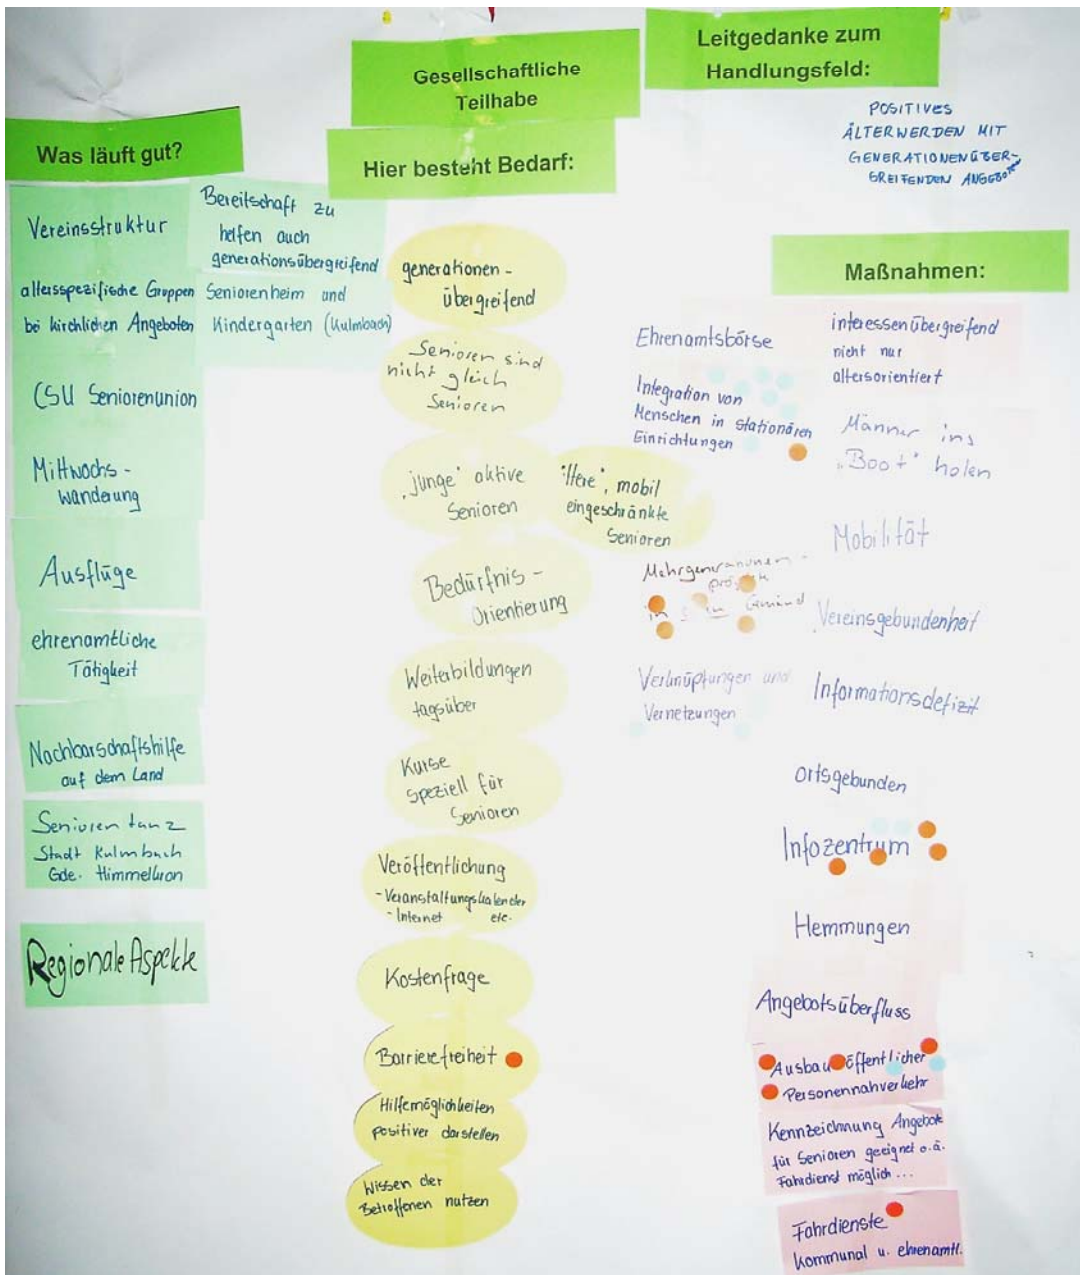 Gesellschaftliche
Teilhabe
Leitgedanke zum
Handlungsfeld:
POSITIVES
ÄLTERWERDEN MIT
GENERATIONENÜBER-
GREIFENDEN ANGEBOTEN
Was läuft gut?
Vereinsstruktur
Bereitschaft zu
helfen auch
generationsübergreifend
altersspezifische Gruppen
bei kirchlichen Angeboten
Seniorenheim und
Kindergarten (Kulmbach)
CSU Seniorenunion
Mittwochs-
wanderung
Ausflüge
ehrenamtliche
Tätigkeit
Nachbarschaftshilfe
auf dem Land
Seniorentanz
Stadt Kulmbach
Gde. Himmelkron
Regionale Aspekte
Hier besteht Bedarf:
generationen-
übergreifend
Senioren sind
nicht gleich
Senioren
"junge" aktive
Senioren
eingeschränkte
mobil
Senioren
Bedürfnis-
Orientierung
Weiterbildungen
tagsüber
Kurse
speziell für
Senioren
Veröffentlichung
- Veranstaltungskalender
- Internet etc.
Kostenfrage
Barrierefreiheit
Hilfemöglichkeiten
positiver darstellen
Wissen der
Betroffenen nutzen
Maßnahmen:
Ehrenamtsbörse
Integration von
Menschen in stationären
Einrichtungen
Mehrgenerationen-
in
Verknüpfungen und
Vernetzungen
interessenübergreifend
nicht nur
altersorientiert
Männer ins
"Boot" holen
Mobilität
Vereinsgebundenheit
Informationsdefizit
ortsgebunden
Infozentrum
Hemmungen
Angebotsüberfluss
Ausbau öffentlicher
Personennahverkehr
Kennzeichnung Angebote
für Senioren geeignet o.ä.
Fahrdienst möglich ...
Fahrdienste
kommunal u. ehrenamtl.